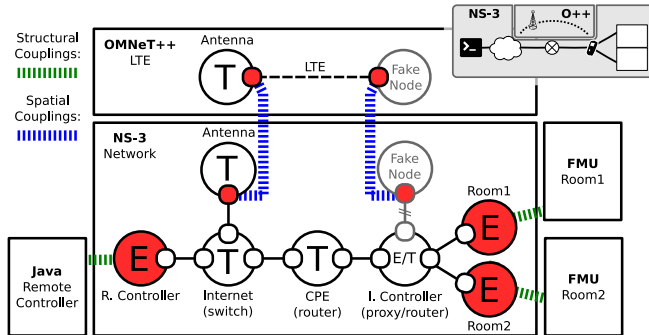 Structural
Couplings:
Spatial
Couplings:
OMNeT++
LTE
Antenna
T
LTE
Fake
Node
NS-3
O++
>_
NS-3
Network
Antenna
T
Fake
Node
Java
Remote
Controller
E
R. Controller
T
Internet
(switch)
T
CPE
(router)
E/T
I. Controller
(proxy/router)
Room1
E
E
Room2
FMU
Room1
FMU
Room2